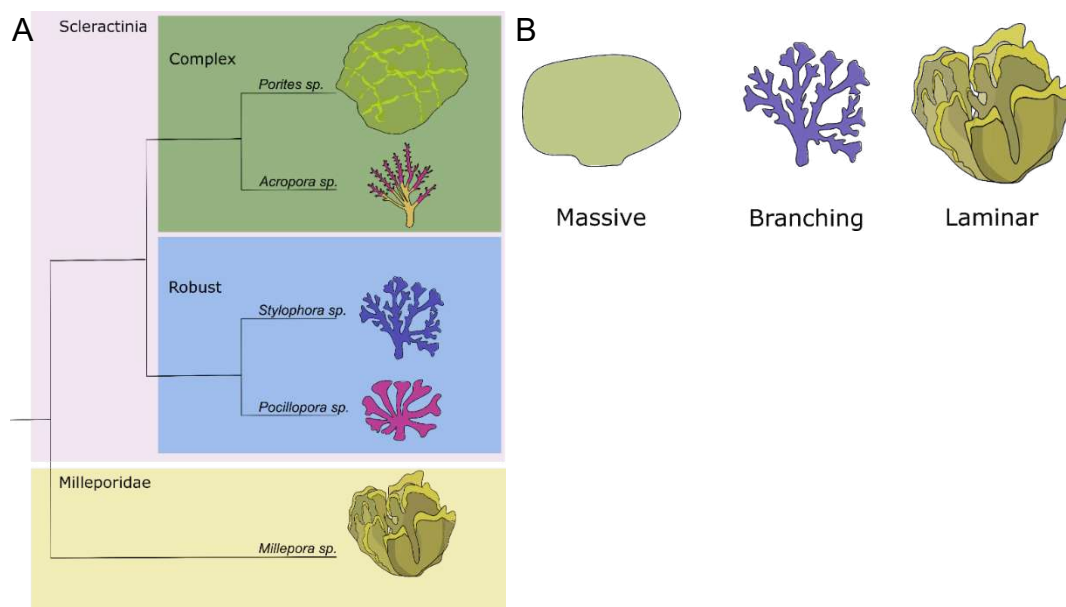 A
Scleractinia
Complex
Porites sp.
Acropora sp.
Robust
Stylophora sp.
Pocillopora sp.
Milleporidae
Millepora sp.
B
Massive
Branching
Laminar